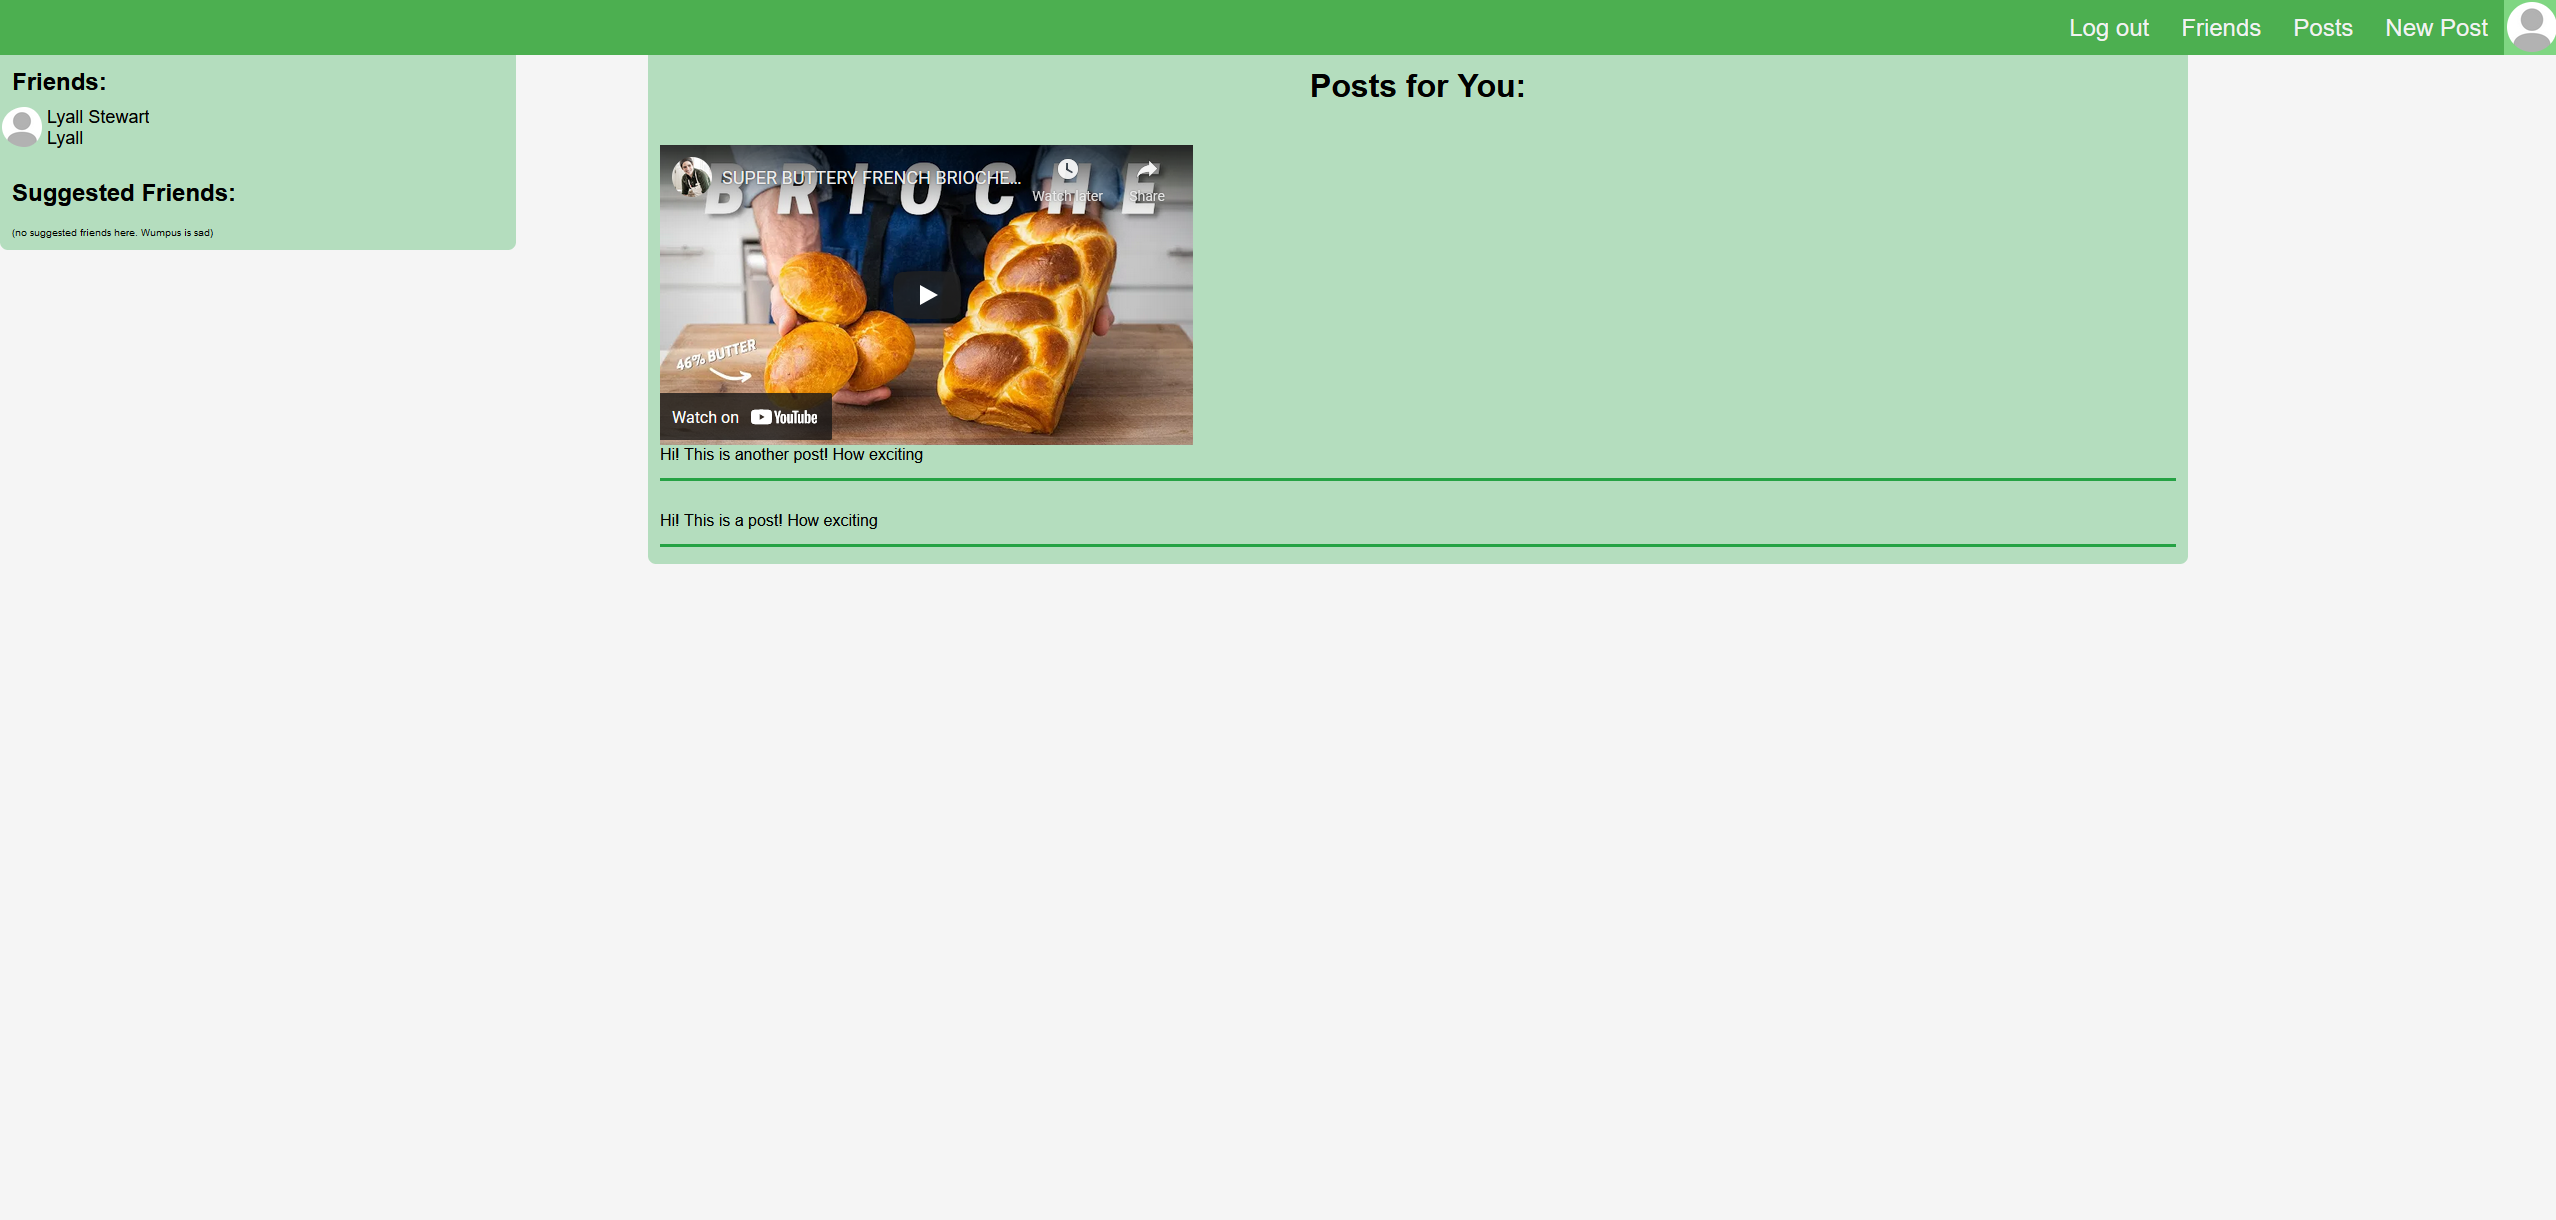 Log out Friends Posts New Post
Friends:
Lyall Stewart
Lyall
Suggested Friends:
(no suggested friends here. Wumpus is sad)
Posts for You:
BRIOCHE
SUPER BUTTERY FRENCH BRIOCHE...
Watch later Share
46% BUTTER
Watch on YouTube
Hi! This is another post! How exciting
Hi! This is a post! How exciting